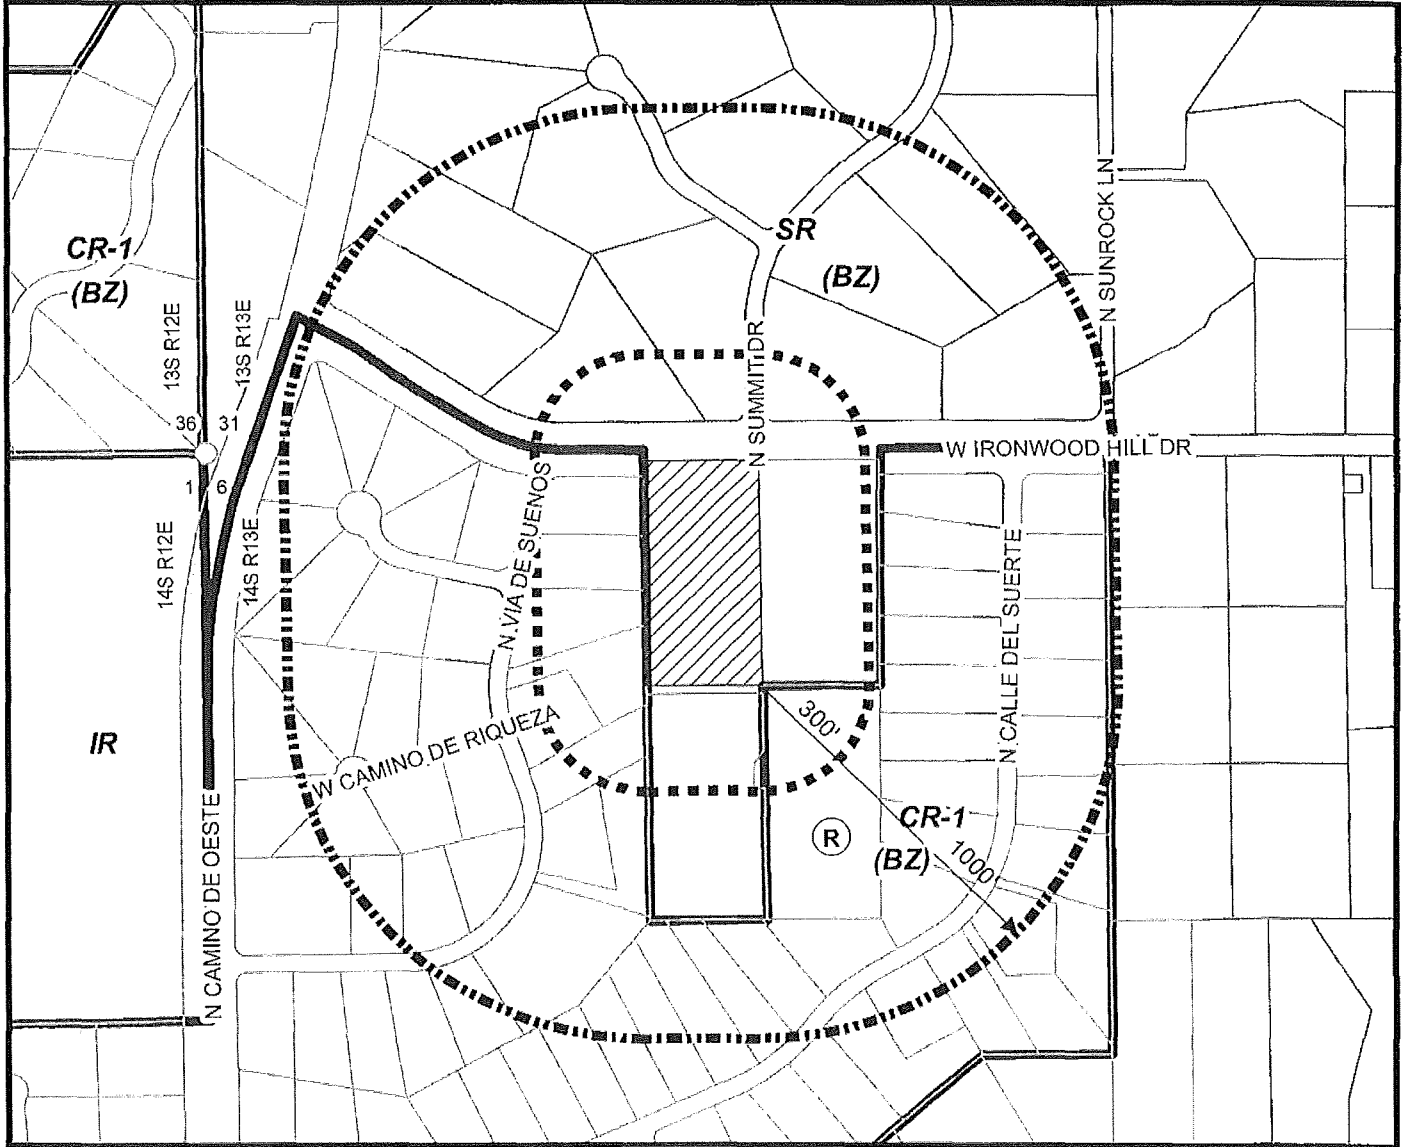 SR
(BZ)
CR-1
(BZ)
N SUNROCK LN
13S R12E
13S R13E
36
31
1
6
14S R12E
14S R13E
N SUMMIT DR
W IRONWOOD HILL DR
N VIA DE SUENOS
N CALLE DEL SUERTE
300'
W CAMINO DE RIQUEZA
IR
N CAMINO DE OESTE
R
CR-1
(BZ)
1000'